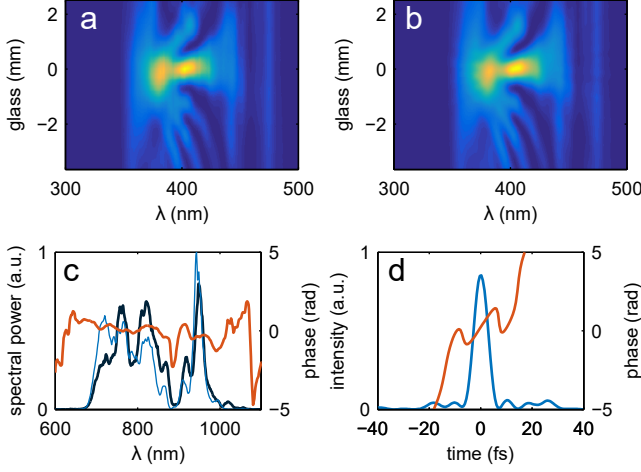 a
b
2
0
−2
glass (mm)
300
400
500
λ (nm)
2
0
−2
glass (mm)
300
400
500
λ (nm)
c
d
1
0
spectral power (a.u.)
5
0
−5
phase (rad)
600
800
1000
λ (nm)
1
0
intensity (a.u.)
5
0
−5
phase (rad)
−40
−20
0
20
40
time (fs)